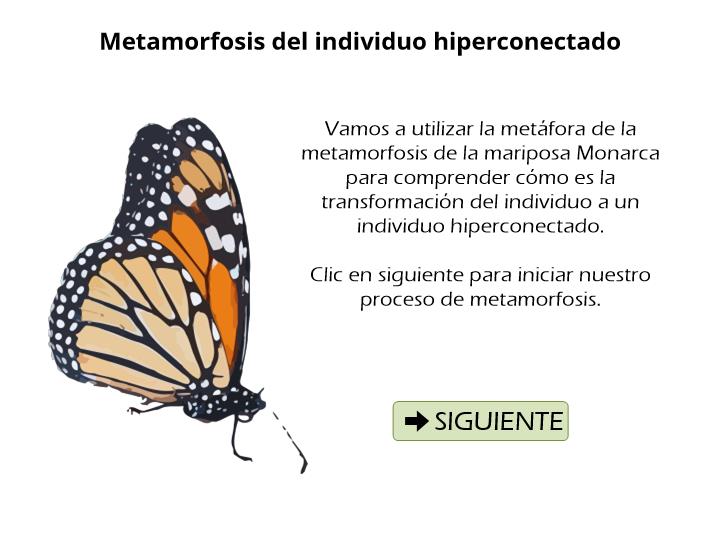 Metamorfosis del individuo hiperconectado
Vamos a utilizar la metáfora de la
metamorfosis de la mariposa Monarca
para comprender cómo es la
transformación del individuo a un
individuo hiperconectado.
Clic en siguiente para iniciar nuestro
proceso de metamorfosis.
SIGUIENTE